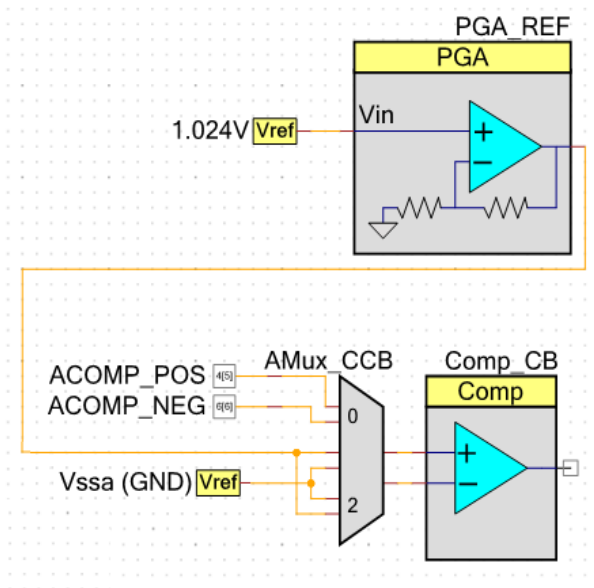 PGA_REF
PGA
1.024V Vref
Vin
+
−
ACOMP_POS 4[5]
ACOMP_NEG 6[6]
AMux_CCB
0
2
Vssa (GND) Vref
Comp_CB
Comp
+
−